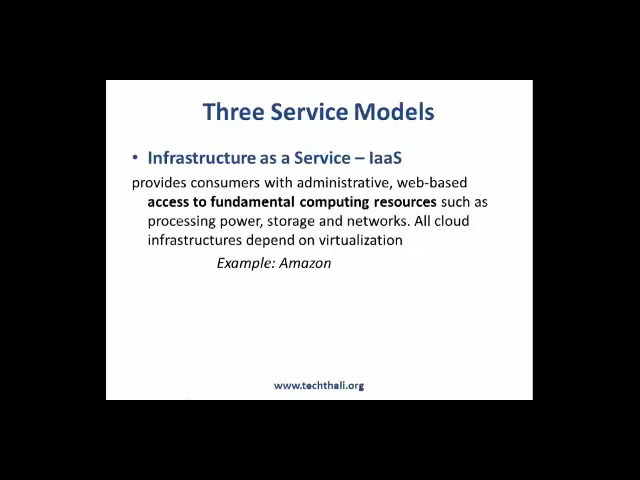 Three Service Models
• Infrastructure as a Service – IaaS
provides consumers with administrative, web-based
access to fundamental computing resources such as
processing power, storage and networks. All cloud
infrastructures depend on virtualization
Example: Amazon
www.techthali.org